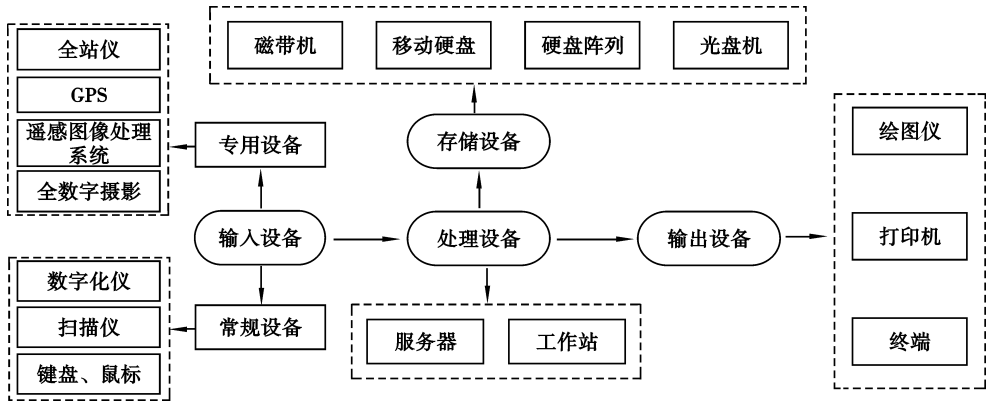 全站仪
GPS
遥感图像处理
系统
全数字摄影
磁带机
移动硬盘
硬盘阵列
光盘机
专用设备
存储设备
输入设备
处理设备
输出设备
常规设备
数字化仪
扫描仪
键盘、鼠标
服务器
工作站
绘图仪
打印机
终端